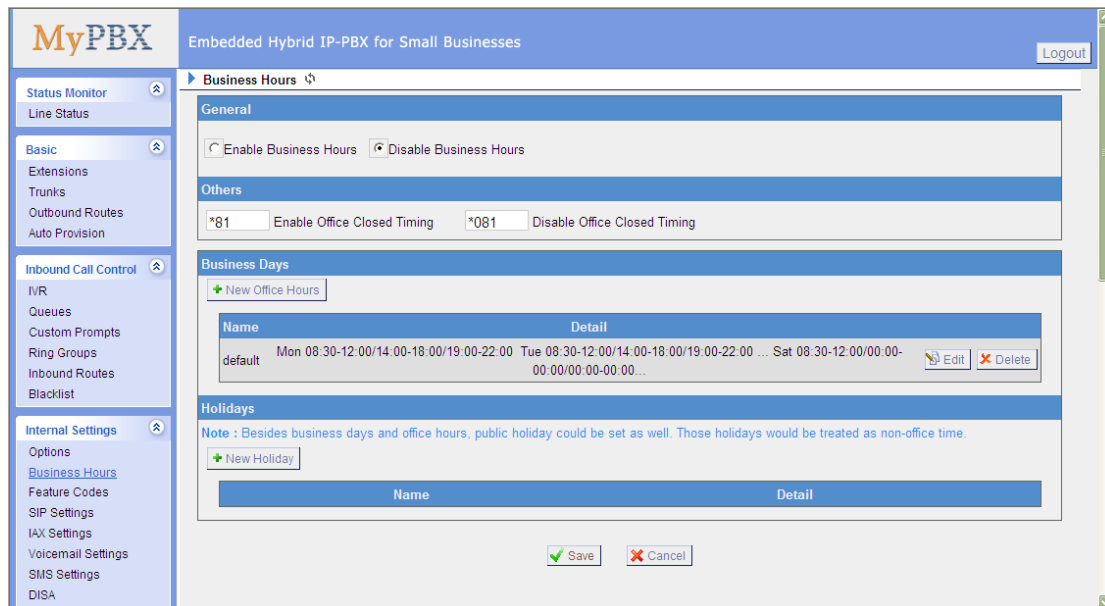 MyPBX
Embedded Hybrid IP-PBX for Small Businesses
Logout
Status Monitor
Line Status
Basic
Extensions
Trunks
Outbound Routes
Auto Provision
Inbound Call Control
IVR
Queues
Custom Prompts
Ring Groups
Inbound Routes
Blacklist
Internal Settings
Options
Business Hours
Feature Codes
SIP Settings
IAX Settings
Voicemail Settings
SMS Settings
DISA
Business Hours
General
Enable Business Hours Disable Business Hours
Others
*81 Enable Office Closed Timing *081 Disable Office Closed Timing
Business Days
New Office Hours
Name Detail
default Mon 08:30-12:00/14:00-18:00/19:00-22:00 Tue 08:30-12:00/14:00-18:00/19:00-22:00 ... Sat 08:30-12:00/00:00-
00:00/00:00-00:00...
Edit Delete
Holidays
Note : Besides business days and office hours, public holiday could be set as well. Those holidays would be treated as non-office time.
New Holiday
Name Detail
Save Cancel